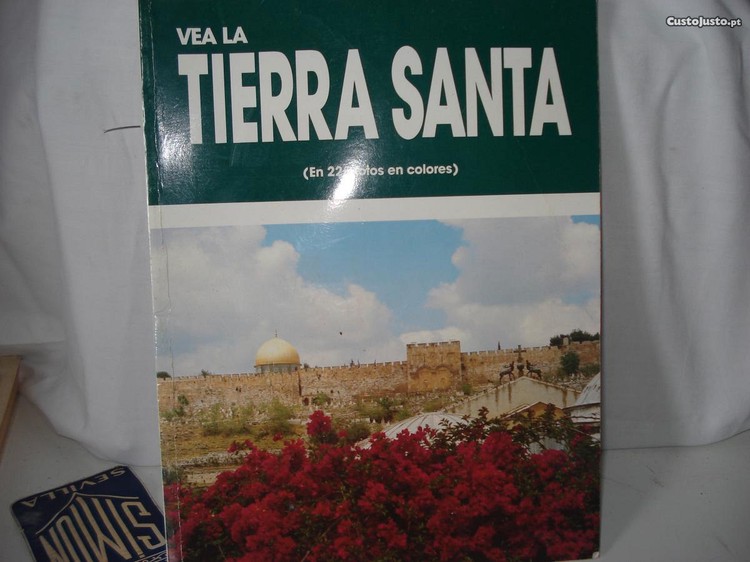 CustoJusto.pt
VEA LA
TIERRA SANTA
(En en colores)
SEVILLA
SIMON